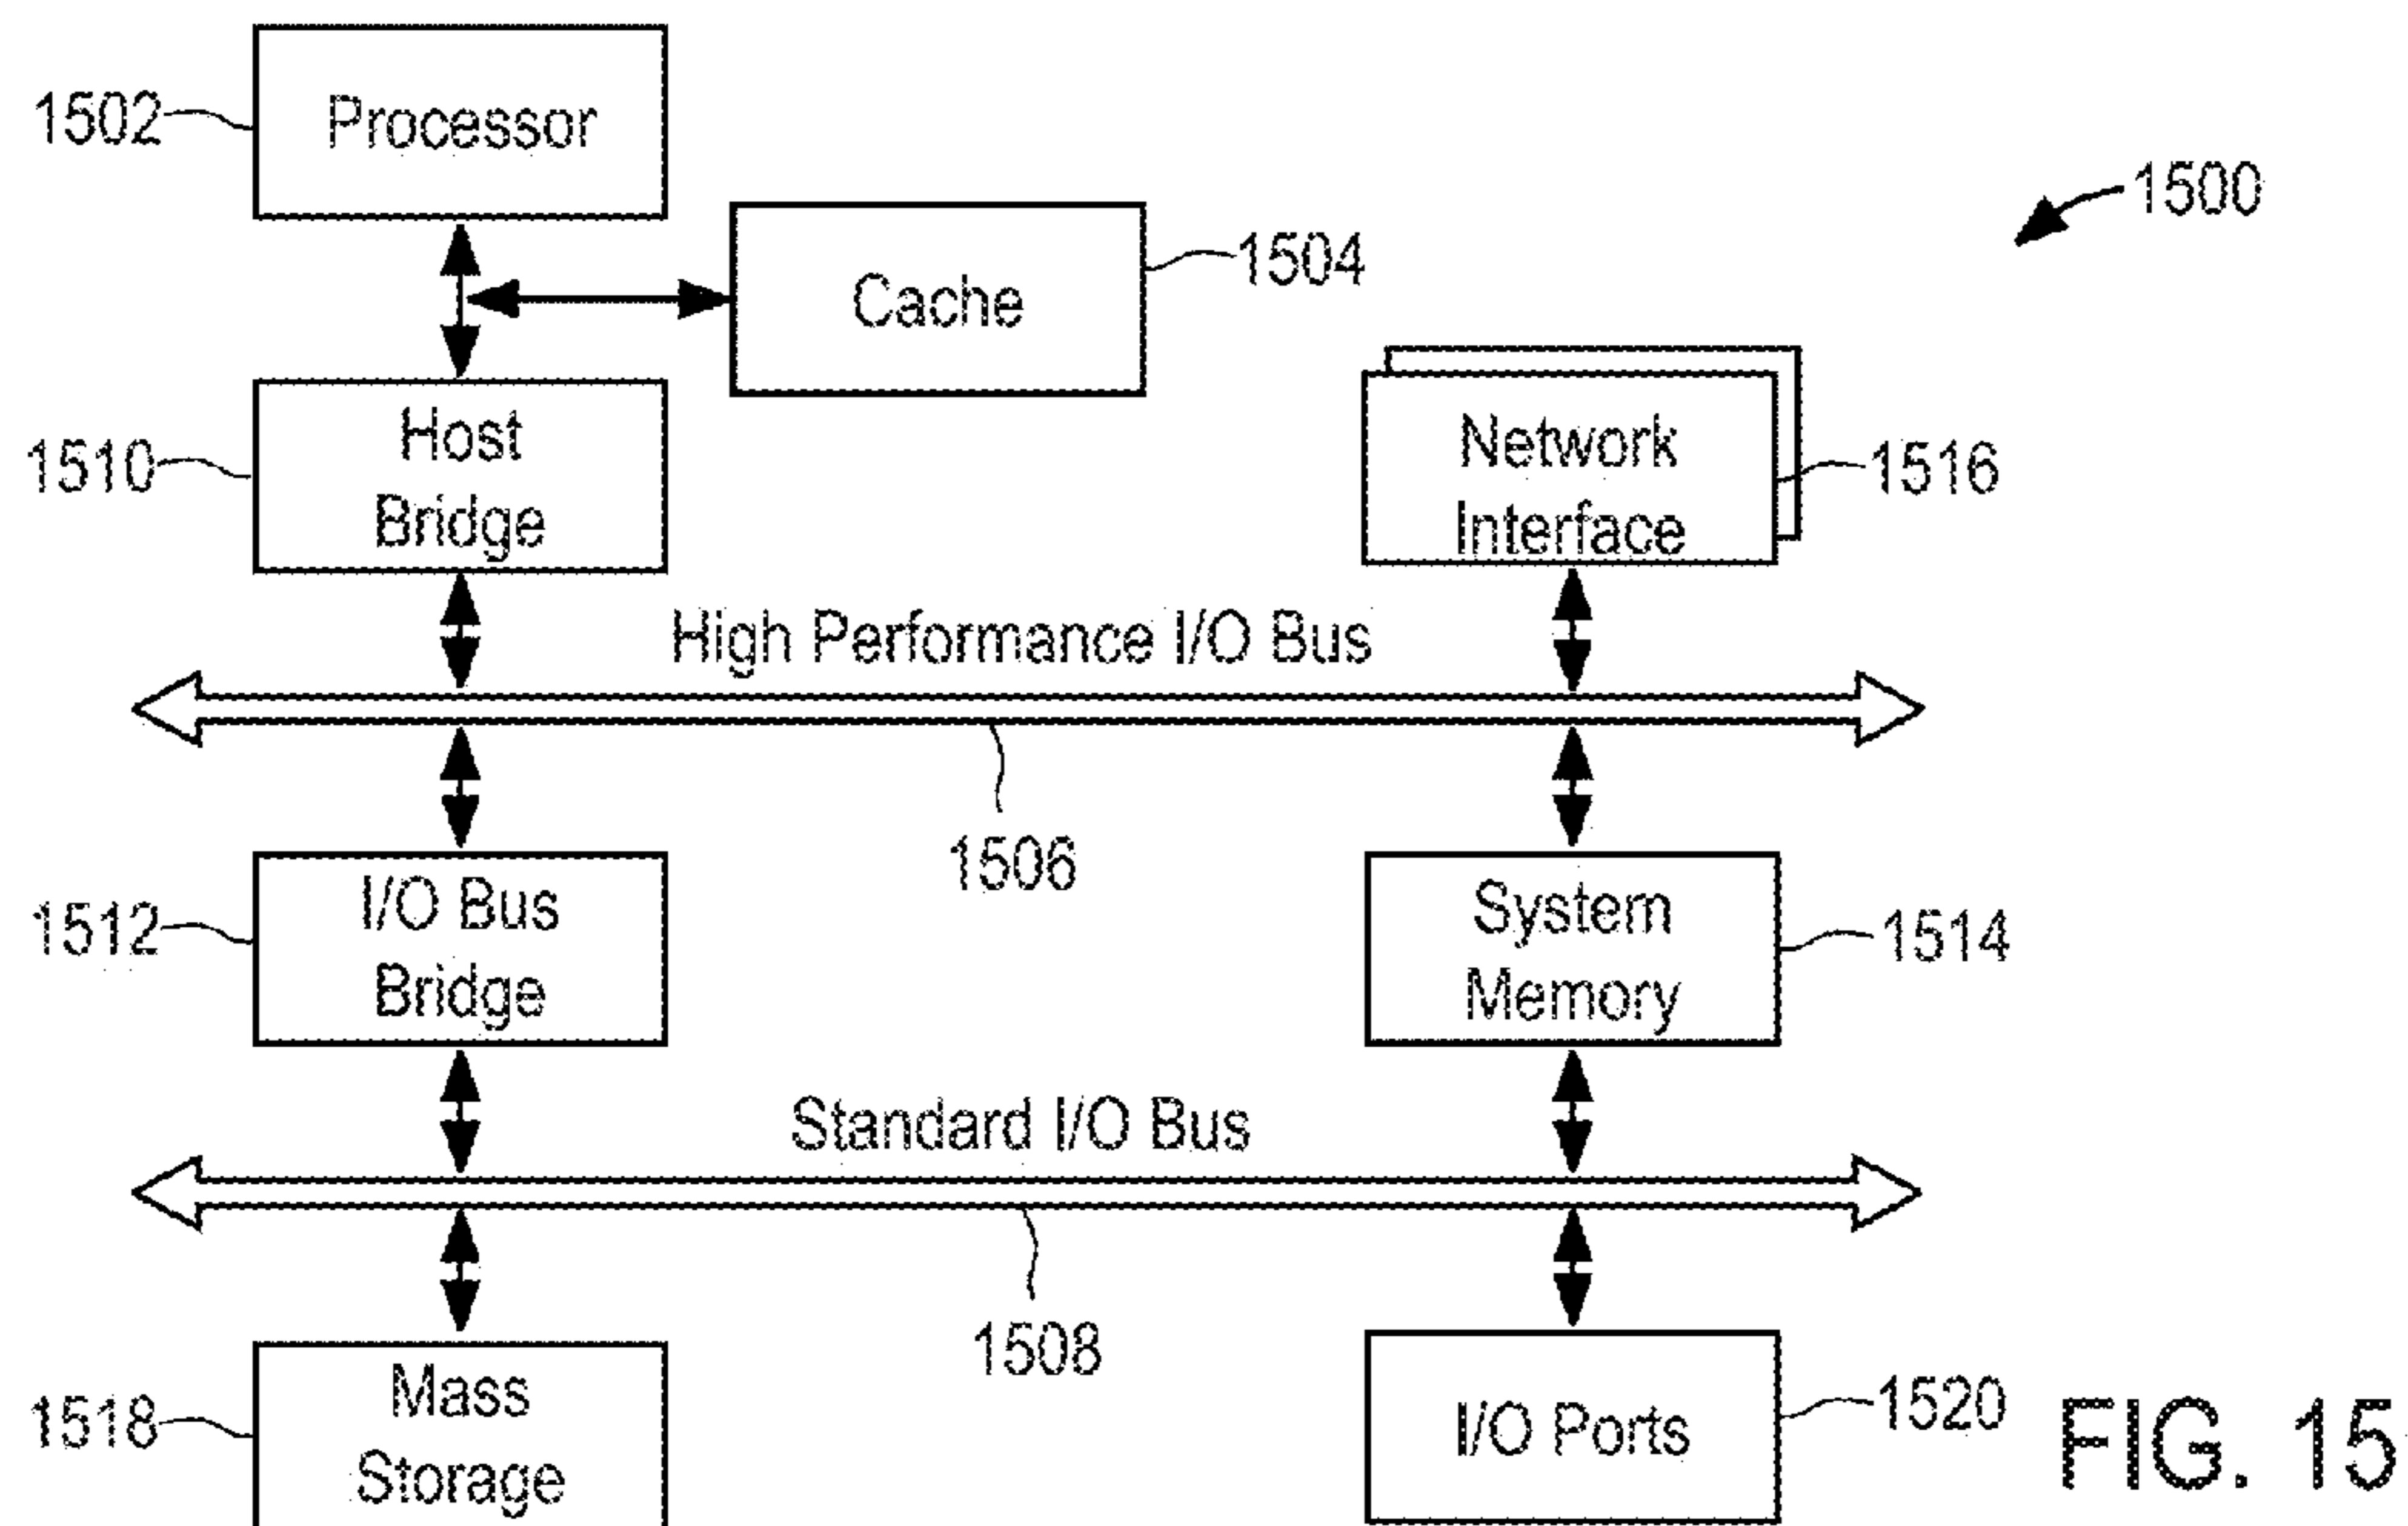 1502
Processor
1500
Cache
1504
1510
Host
Bridge
Network
Interface
1516
High Performance I/O Bus
1506
1512
I/O Bus
Bridge
System
Memory
1514
Standard I/O Bus
1508
1518
Mass
Storage
I/O Ports
1520
FIG. 15